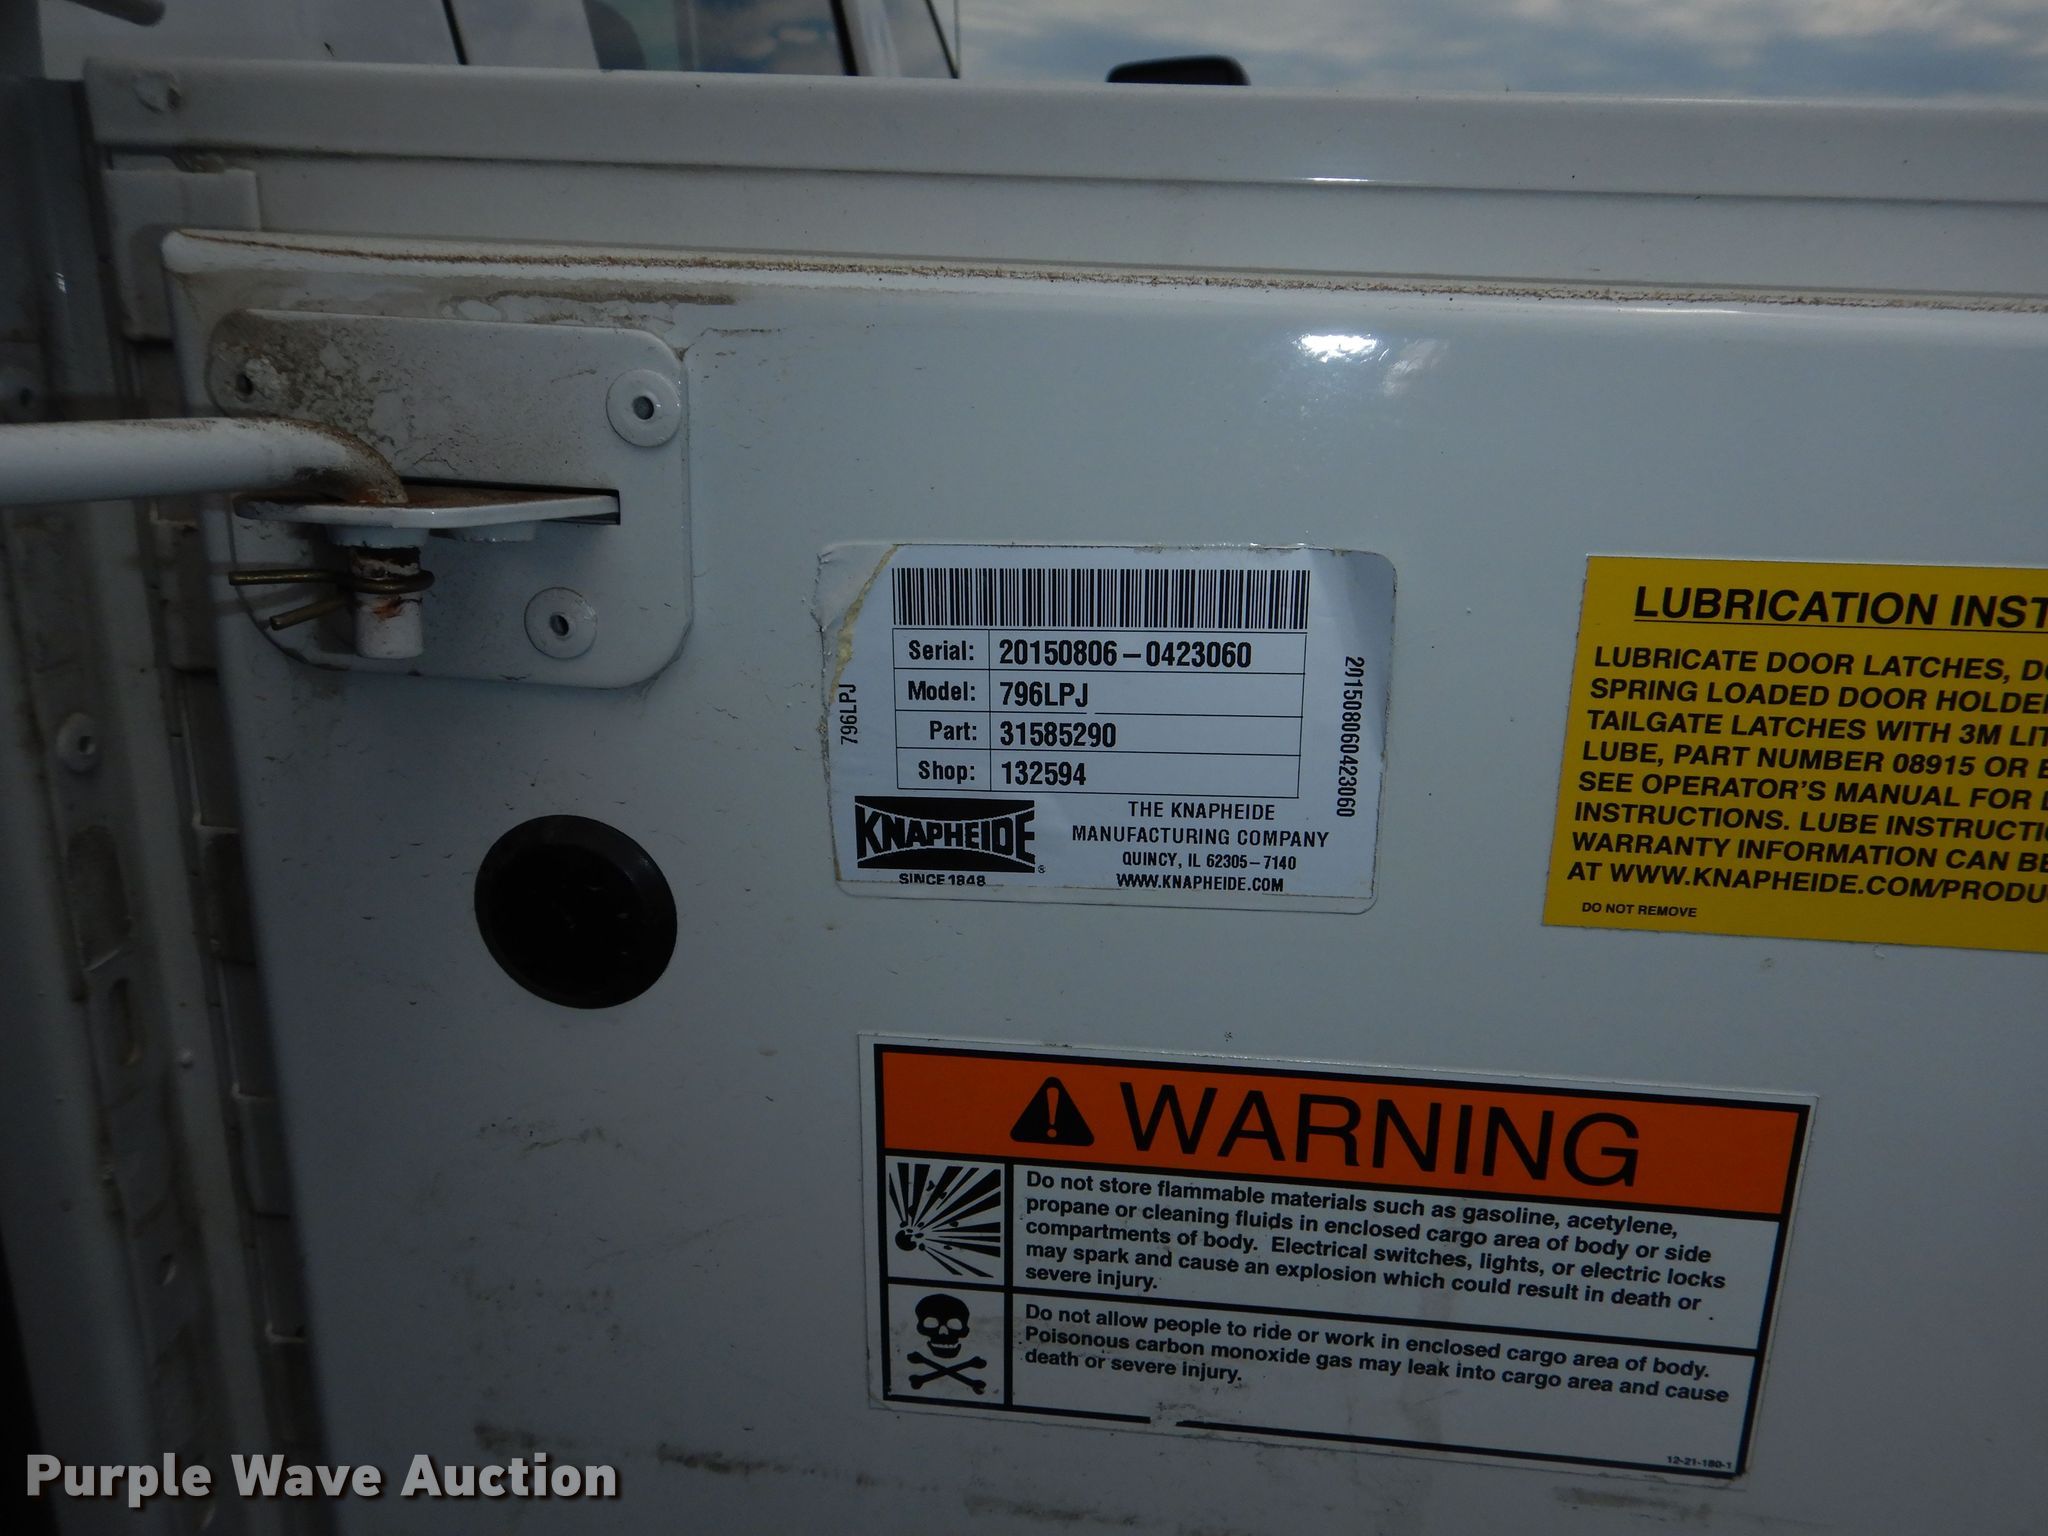 Serial: 20150806-0423060
Model: 796LPJ
Part: 31585290
Shop: 132594
796LPJ
201508060423060
KNAPHEIDE®
SINCE 1848
THE KNAPHEIDE
MANUFACTURING COMPANY
QUINCY, IL 62305-7140
WWW.KNAPHEIDE.COM
LUBRICATION
LUBRICATE DOOR LATCHES,
SPRING LOADED DOOR
TAILGATE LATCHES WITH 3M
LUBE, PART NUMBER 08915 OR
SEE OPERATOR'S MANUAL FOR
INSTRUCTIONS. LUBE
WARRANTY INFORMATION CAN BE
AT WWW.KNAPHEIDE.COM/PRODU
DO NOT REMOVE
WARNING
Do not store flammable materials such as gasoline, acetylene,
propane or cleaning fluids in enclosed cargo area of body or side
compartments of body. Electrical switches, lights, or electric locks
may spark and cause an explosion which could result in death or
severe injury.
Do not allow people to ride or work in enclosed cargo area of body.
Poisonous carbon monoxide gas may leak into cargo area and cause
death or severe injury.
12-21-180-1
Purple Wave Auction